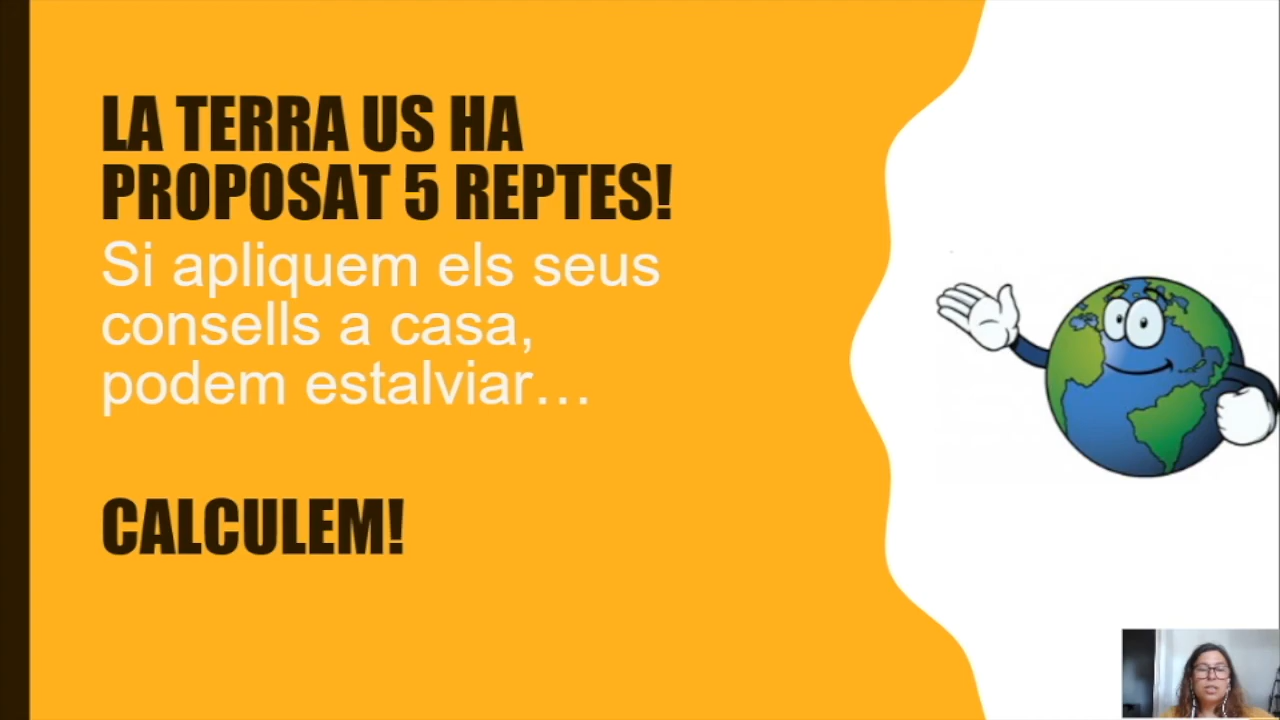 LA TERRA US HA
PROPOSAT 5 REPTES!
Si apliquem els seus
consells a casa,
podem estalviar…
CALCULEM!